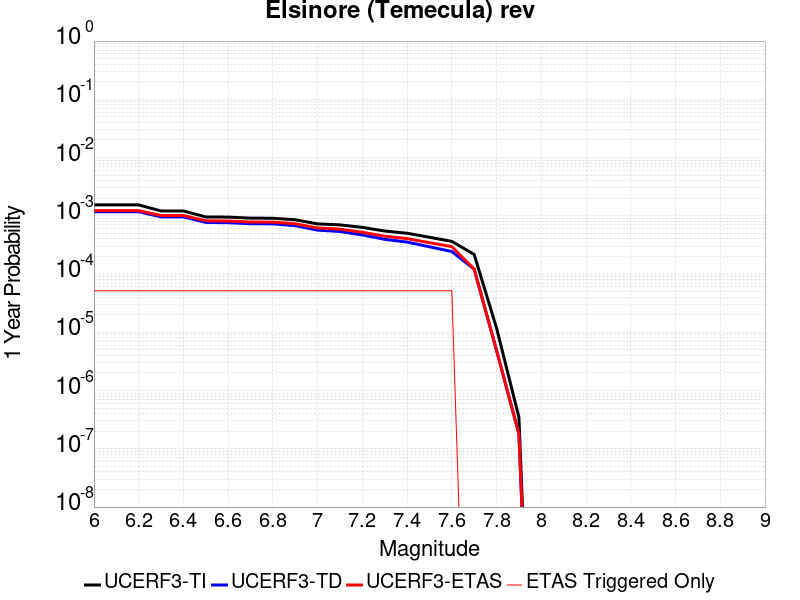 Elsinore (Temecula) rev
10^0
10^-1
10^-2
10^-3
10^-4
10^-5
10^-6
10^-7
10^-8
1 Year Probability
6 6.2 6.4 6.6 6.8 7 7.2 7.4 7.6 7.8 8 8.2 8.4 8.6 8.8 9
Magnitude
UCERF3-TI UCERF3-TD UCERF3-ETAS ETAS Triggered Only